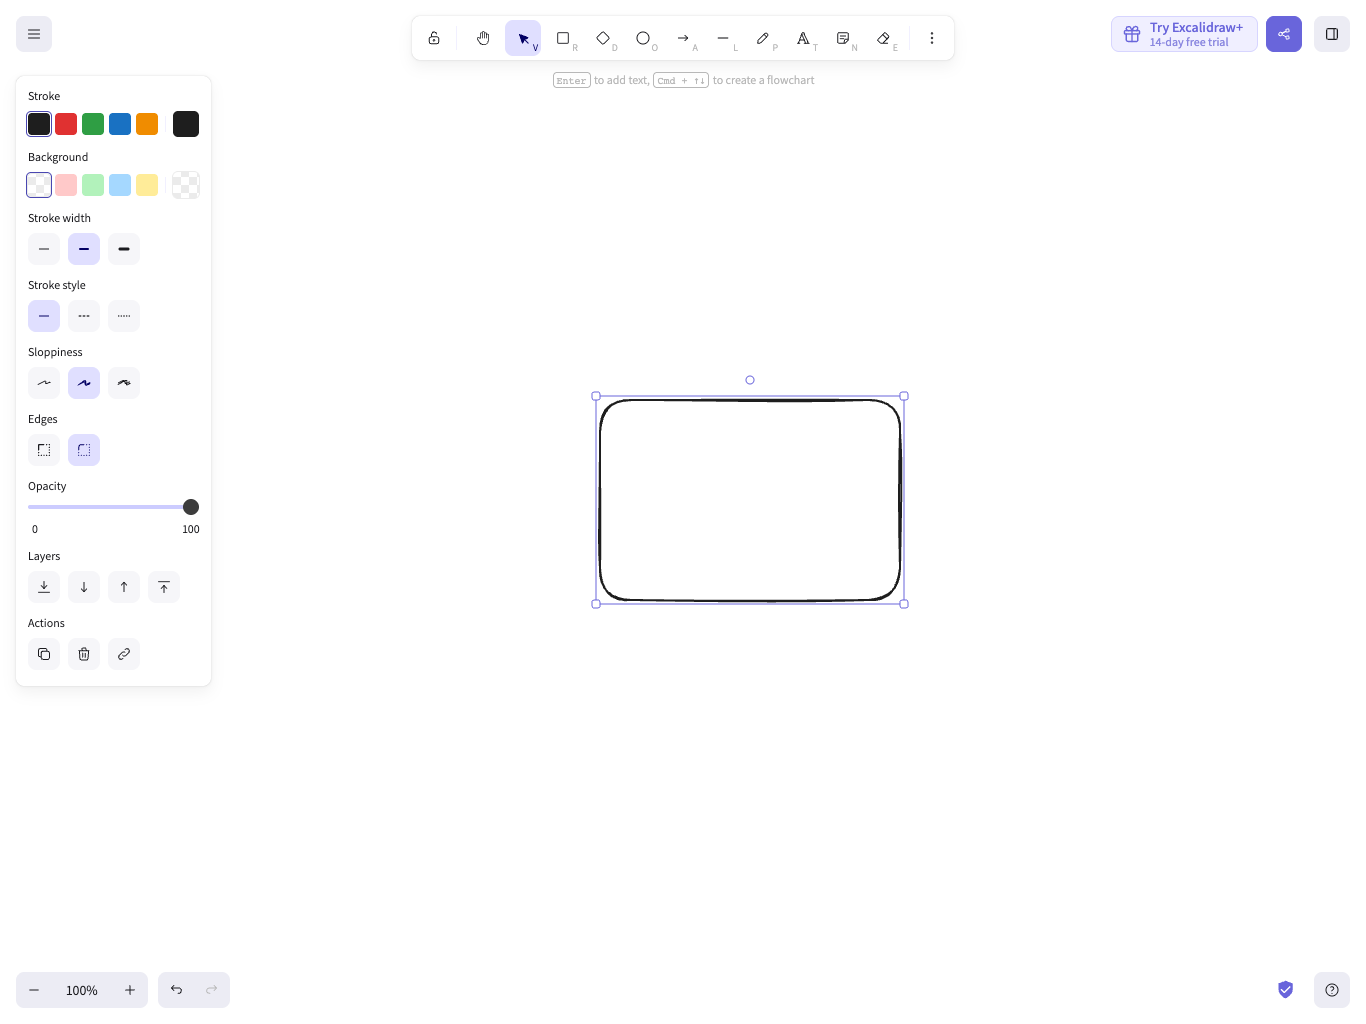 V
R
D
O
A
L
P
T
N
E
Try Excalidraw+
14-day free trial
Enter to add text, Cmd + ↑↓ to create a flowchart
Stroke
Background
Stroke width
Stroke style
Sloppiness
Edges
Opacity
0 100
Layers
Actions
100%